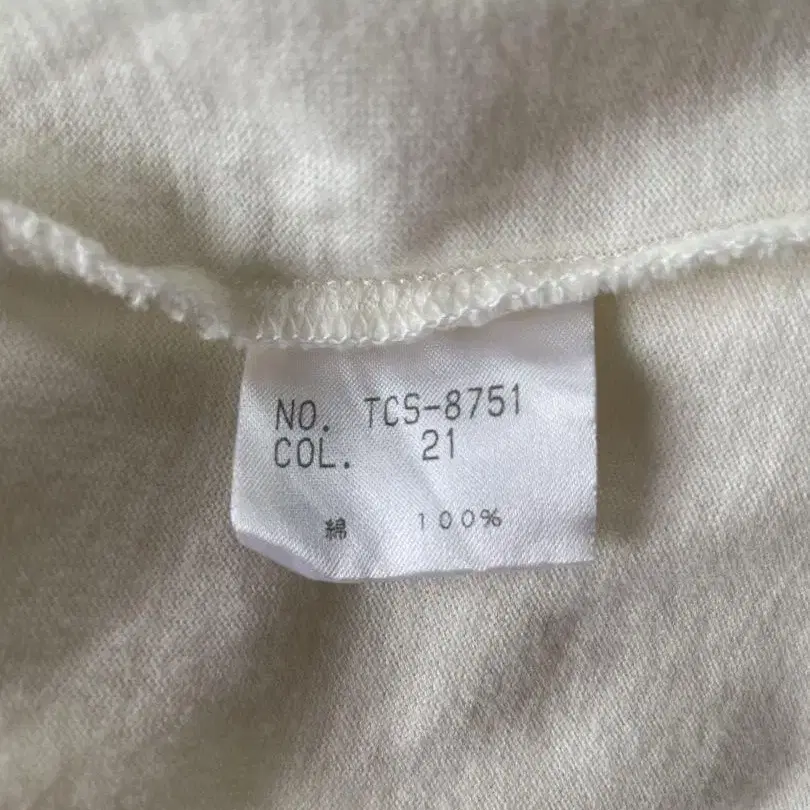 NO. TCS-8751
COL. 21
綿 100%